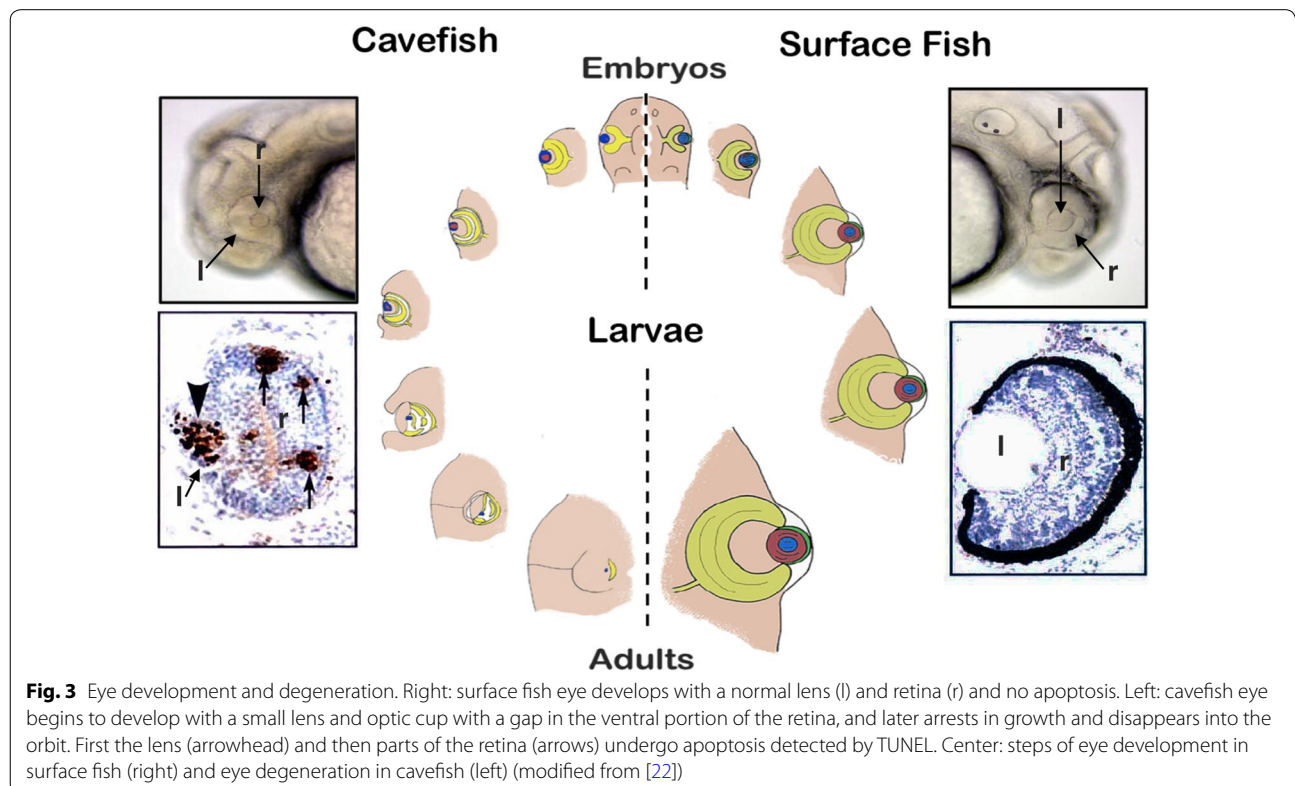 Cavefish
Surface Fish
Embryos
r
l
l
r
Larvae
r
l
l
r
Adults
Fig. 3 Eye development and degeneration. Right: surface fish eye develops with a normal lens (l) and retina (r) and no apoptosis. Left: cavefish eye
begins to develop with a small lens and optic cup with a gap in the ventral portion of the retina, and later arrests in growth and disappears into the
orbit. First the lens (arrowhead) and then parts of the retina (arrows) undergo apoptosis detected by TUNEL. Center: steps of eye development in
surface fish (right) and eye degeneration in cavefish (left) (modified from [22])